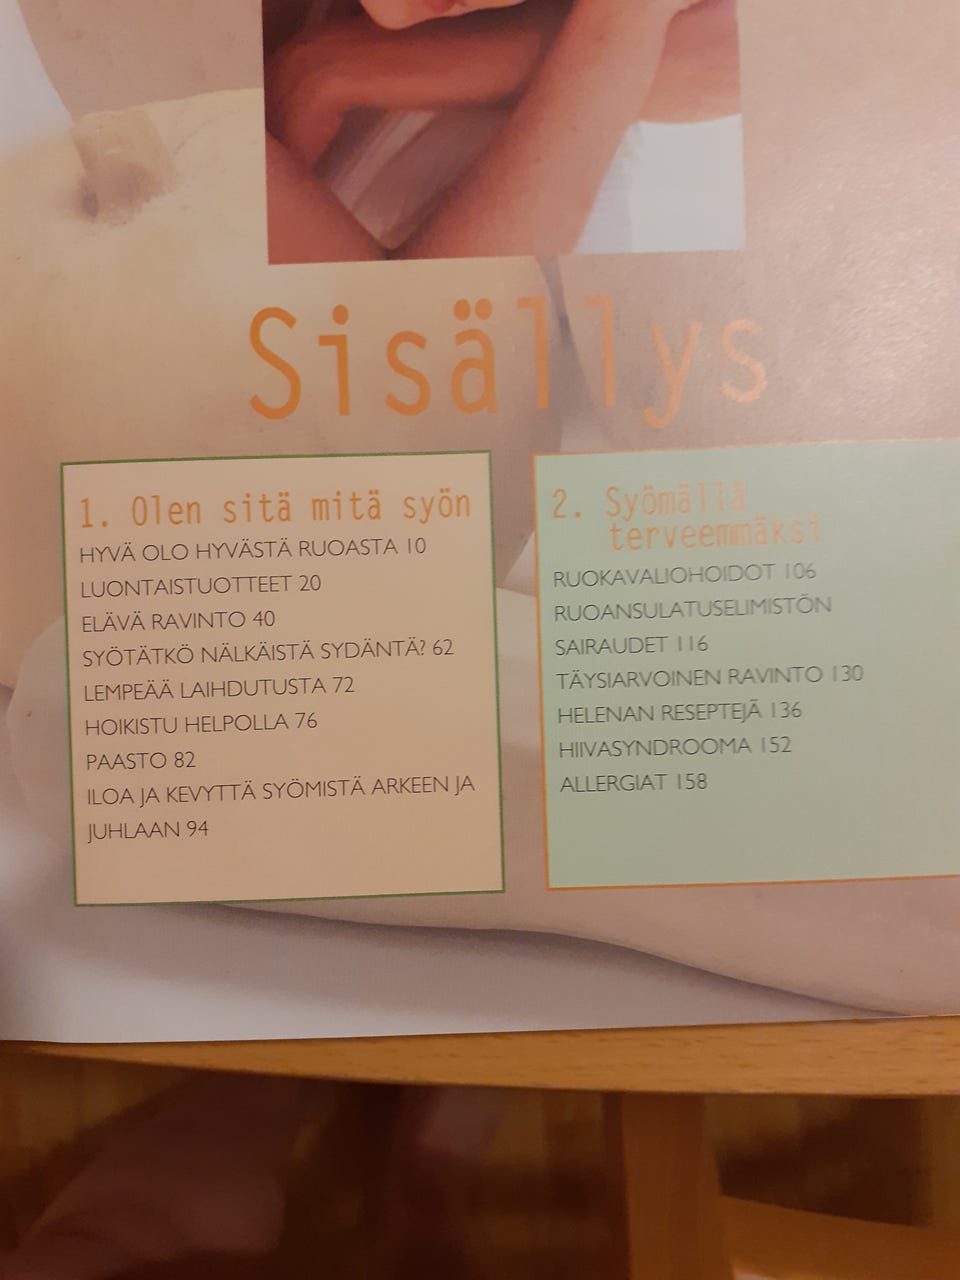 Sisällys
1. Olen sitä mitä syön
HYVÄ OLO HYVÄSTÄ RUOASTA 10
LUONTAISTUOTTEET 20
ELÄVÄ RAVINTO 40
SYÖTÄTKÖ NÄLKÄISTÄ SYDÄNTÄ? 62
LEMPEÄÄ LAIHDUTUSTA 72
HOIKISTU HELPOLLA 76
PAASTO 82
ILOA JA KEVYTTÄ SYÖMISTÄ ARKEEN JA
JUHLAAN 94
2. Syömällä
terveemmäksi
RUOKAVALIOHOIDOT 106
RUOANSULATUSELIMISTÖN
SAIRAUDET 116
TÄYSIARVOINEN RAVINTO 130
HELENAN RESEPTEJÄ 136
HIIVASYNDROOMA 152
ALLERGIAT 158